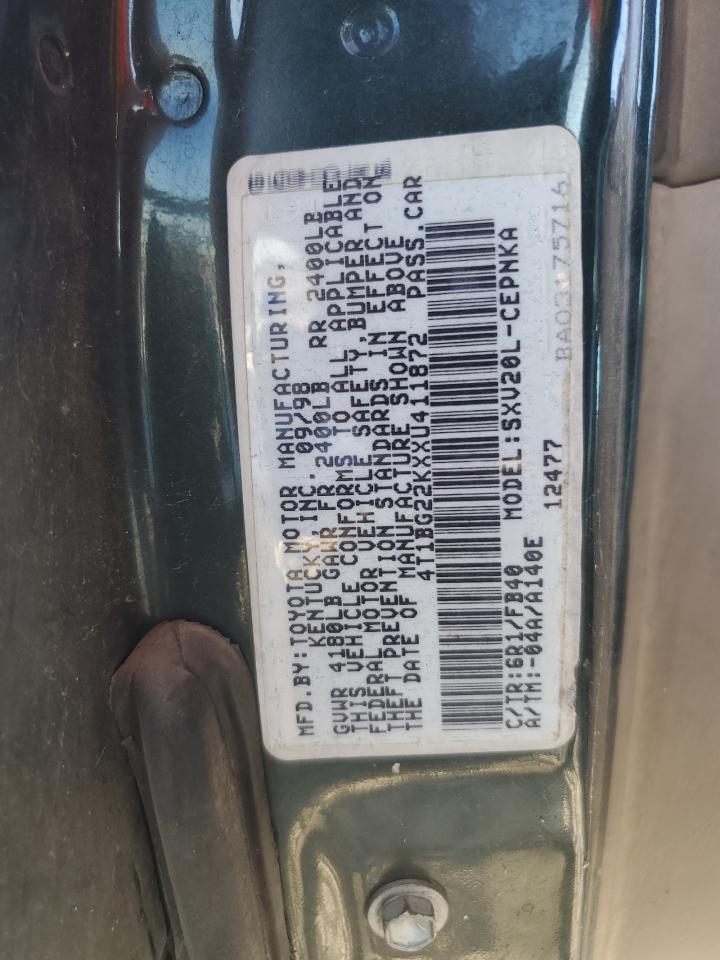 MFD.BY:TOYOTA MOTOR MANUFACTURING,
KENTUCKY,INC. 09/98
GVWR 4180LB GAWR FR 2400LB RR 2400LB
THIS VEHICLE CONFORMS TO ALL APPLICABLE
FEDERAL MOTOR VEHICLE SAFETY,BUMPER AND
THEFT PREVENTION STANDARDS IN EFFECT ON
THE DATE OF MANUFACTURE SHOWN ABOVE
4T1BG22KXXU411872 PASS.CAR
C/TR:6R1/FB40 MODEL:SXV20L-CEPNKA
A/TM:-04A/A140E 12477